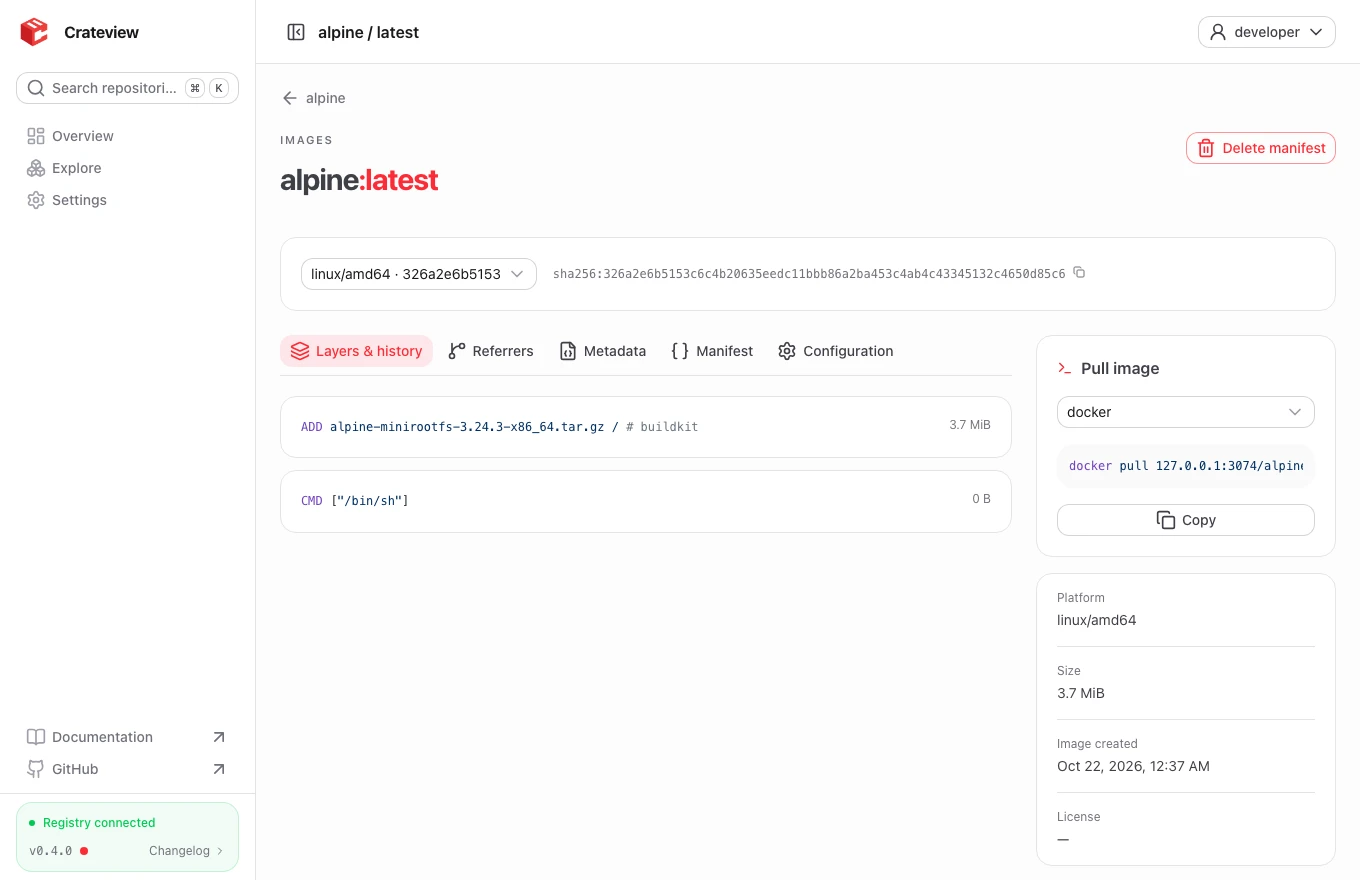 Crateview
Search repositori...
⌘ K
Overview
Explore
Settings
Documentation
GitHub
Registry connected
v0.4.0
Changelog
alpine / latest
developer
alpine
IMAGES
alpine:latest
Delete manifest
linux/amd64 · 326a2e6b5153
sha256:326a2e6b5153c6c4b20635eedc11bbb86a2ba453c4ab4c43345132c4650d85c6
Layers & history
Referrers
Metadata
Manifest
Configuration
ADD alpine-minirootfs-3.24.3-x86_64.tar.gz / # buildkit
3.7 MiB
CMD ["/bin/sh"]
0 B
Pull image
docker
docker pull 127.0.0.1:3074/alpine
Copy
Platform
linux/amd64
Size
3.7 MiB
Image created
Oct 22, 2026, 12:37 AM
License
—